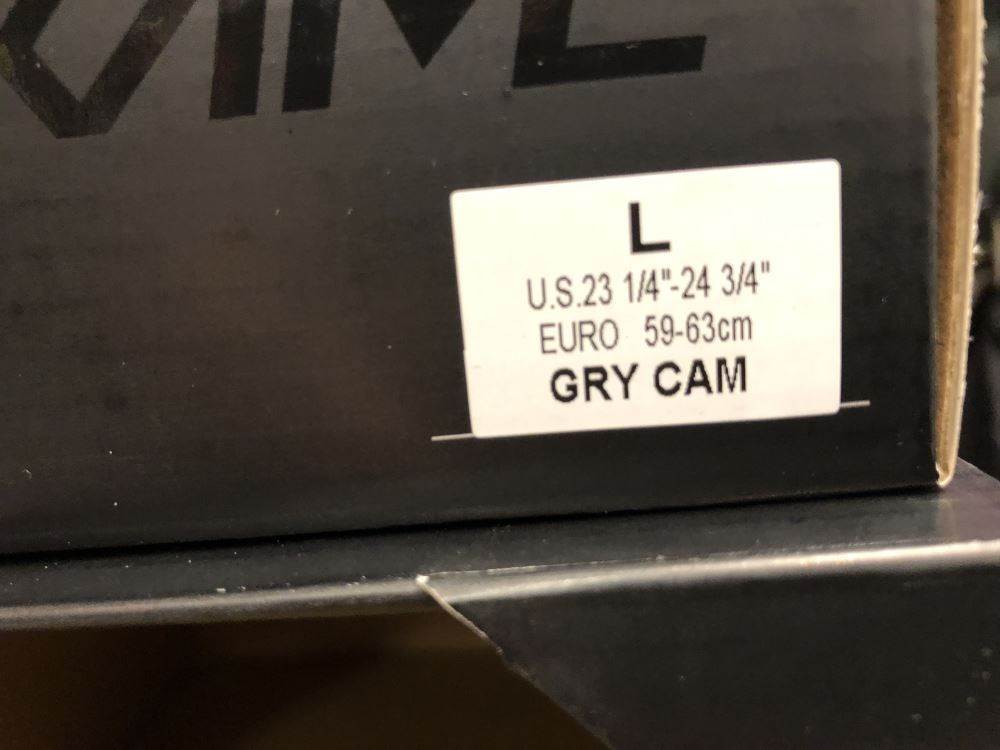 L
U.S.23 1/4"-24 3/4"
EURO 59-63cm
GRY CAM